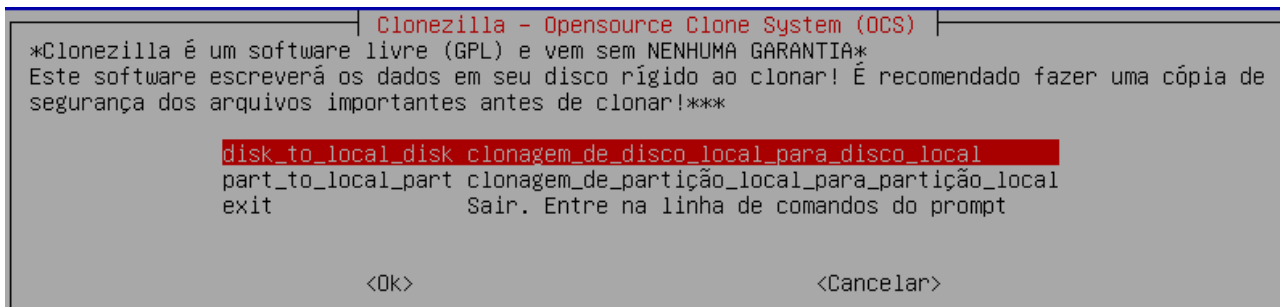 Clonezilla - Opensource Clone System (OCS)
*Clonezilla é um software livre (GPL) e vem sem NENHUMA GARANTIA*
Este software escreverá os dados em seu disco rígido ao clonar! É recomendado fazer uma cópia de
segurança dos arquivos importantes antes de clonar!***
disk_to_local_disk clonagem_de_disco_local_para_disco_local
part_to_local_part clonagem_de_partição_local_para_partição_local
exit Sair. Entre na linha de comandos do prompt
<Ok> <Cancelar>